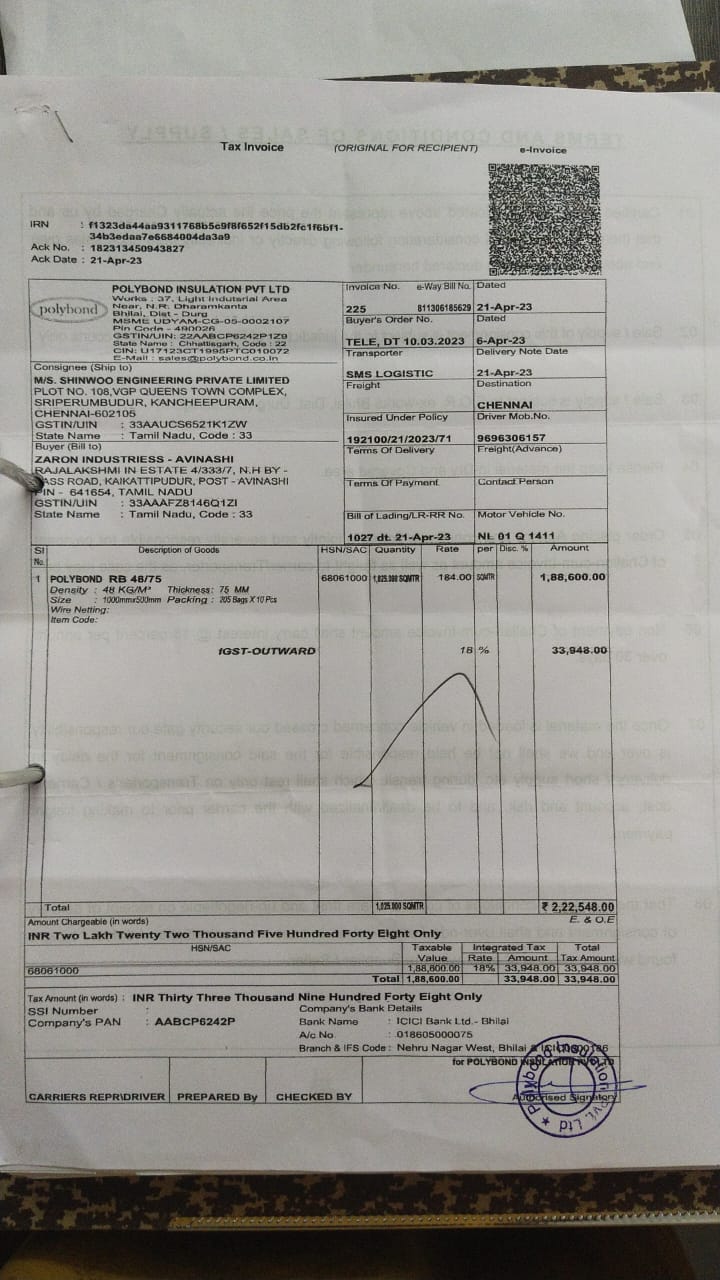 Tax Invoice (ORIGINAL FOR RECIPIENT) e-Invoice
IRN : f1323da44aa9311768b5c9f8f652f15db2fc1f6bf1-
34b3edaa7e6684004da3a9
Ack No. : 182313450943827
Ack Date : 21-Apr-23
polybond
POLYBOND INSULATION PVT LTD
Works : 37, Light Indutsrial Area
Near, N.R. Dharamkanta
Bhilai, Dist - Durg
MSME UDYAM-CG-05-0002107
Pin Code - 490026
GSTIN/UIN: 22AABCP6242P1Z9
State Name : Chhattisgarh, Code : 22
CIN: U17123CT1995PTC010072
E-Mail : sales@polybond.co.in
Invoice No. e-Way Bill No. Dated
225 811306185629 21-Apr-23
Buyer's Order No. Dated
TELE, DT 10.03.2023 6-Apr-23
Transporter Delivery Note Date
SMS LOGISTIC 21-Apr-23
Freight Destination
CHENNAI
Insured Under Policy Driver Mob.No.
192100/21/2023/71 9696306157
Terms Of Delivery Freight(Advance)
Terms Of Payment Contact Person
Bill of Lading/LR-RR No. Motor Vehicle No.
1027 dt. 21-Apr-23 NL 01 Q 1411
Consignee (Ship to)
M/S. SHINWOO ENGINEERING PRIVATE LIMITED
PLOT NO. 108,VGP QUEENS TOWN COMPLEX,
SRIPERUMBUDUR, KANCHEEPURAM,
CHENNAI-602105
GSTIN/UIN : 33AAUCS6521K1ZW
State Name : Tamil Nadu, Code : 33
Buyer (Bill to)
ZARON INDUSTRIESS - AVINASHI
RAJALAKSHMI IN ESTATE 4/333/7, N.H BY -
PASS ROAD, KAIKATTIPUDUR, POST - AVINASHI
PIN - 641654, TAMIL NADU
GSTIN/UIN : 33AAAFZ8146Q1ZI
State Name : Tamil Nadu, Code : 33
SI No. Description of Goods HSN/SAC Quantity Rate per Disc. % Amount
1 POLYBOND RB 48/75 68061000 1,025.000 SQMTR 184.00 SQMTR 1,88,600.00
Density : 48 KG/M³ Thickness: 75 MM
Size : 1000mmx500mm Packing : 205 Bags X 10 Pcs
Wire Netting:
Item Code:
IGST-OUTWARD 18 % 33,948.00
Total 1,025.000 SQMTR ₹ 2,22,548.00
Amount Chargeable (in words) E. & O.E
INR Two Lakh Twenty Two Thousand Five Hundred Forty Eight Only
HSN/SAC Taxable Value Integrated Tax Rate Amount Total Tax Amount
68061000 1,88,600.00 18% 33,948.00 33,948.00
Total 1,88,600.00 33,948.00 33,948.00
Tax Amount (in words) : INR Thirty Three Thousand Nine Hundred Forty Eight Only
SSI Number :
Company's PAN : AABCP6242P
Company's Bank Details
Bank Name : ICICI Bank Ltd.- Bhilai
A/c No : 018605000075
Branch & IFS Code : Nehru Nagar West, Bhilai &
for POLYBOND INSULATION PVT LTD
Polybond Insulation Pvt. Ltd ★
Authorised Signatory
CARRIERS REPR\DRIVER PREPARED By CHECKED BY